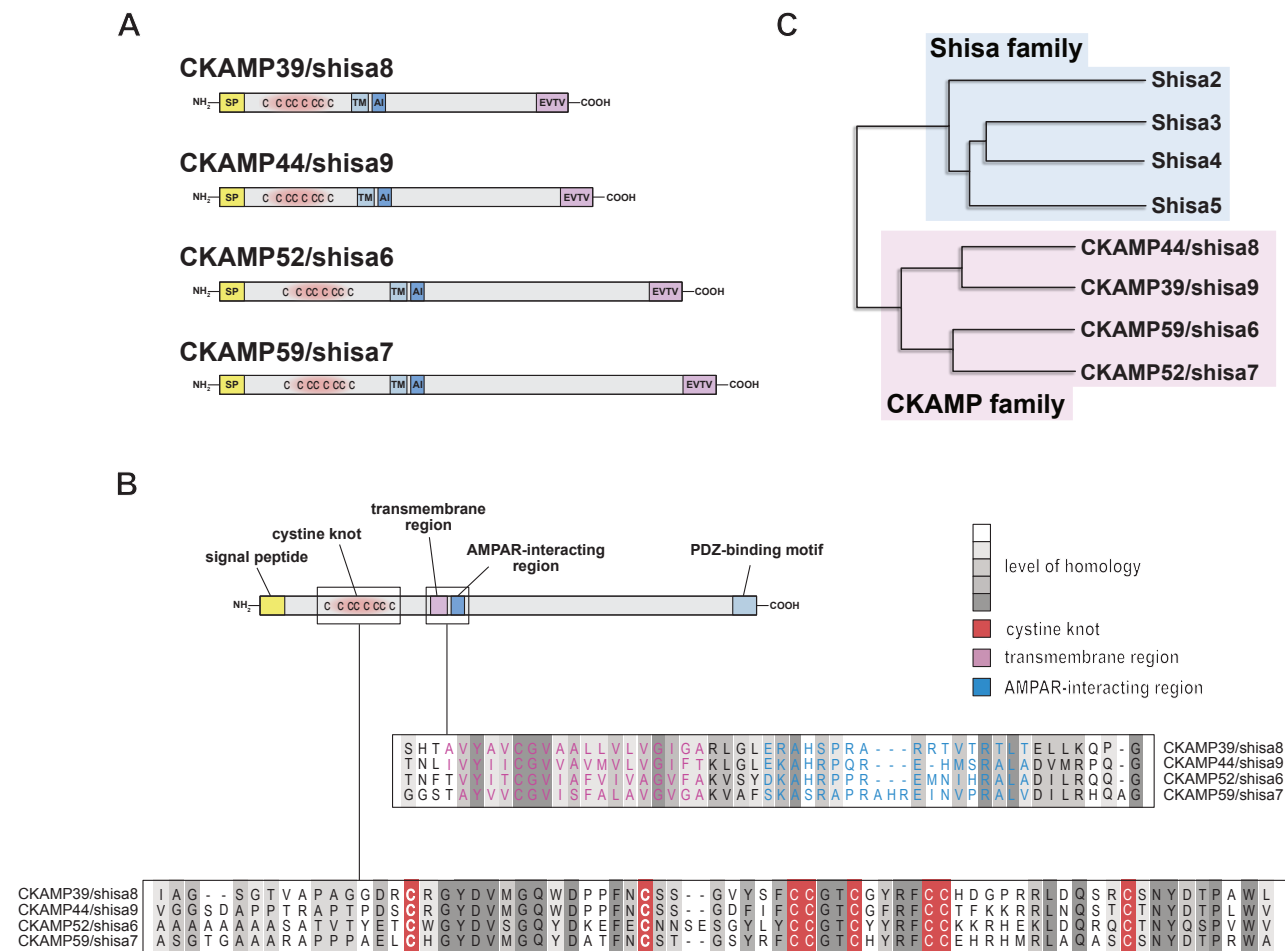 A
CKAMP39/shisa8
NH2 SP C C CC C CC C TM AI EVTV COOH
CKAMP44/shisa9
NH2 SP C C CC C CC C TM AI EVTV COOH
CKAMP52/shisa6
NH2 SP C C CC C CC C TM AI EVTV COOH
CKAMP59/shisa7
NH2 SP C C CC C CC C TM AI EVTV COOH
C
Shisa family
Shisa2
Shisa3
Shisa4
Shisa5
CKAMP44/shisa8
CKAMP39/shisa9
CKAMP59/shisa6
CKAMP52/shisa7
CKAMP family
B
signal peptide
cystine knot
transmembrane
region
AMPAR-interacting
region
PDZ-binding motif
NH2 C C CC C CC C COOH
level of homology
cystine knot
transmembrane region
AMPAR-interacting region
S H T A V Y A V C G V A A L L V L V G I G A R L G L E R A H S P R A - - - R R T V T R T L T E L L K Q P - G CKAMP39/shisa8
T N L I V Y I I C G V V A V M V L V G I F T K L G L E K A H R P Q R - - - E - H M S R A L A D V M R P Q - G CKAMP44/shisa9
T N F T V Y I T C G V I A F V I V A G V F A K V S Y D K A H R P P R - - - E M N I H R A L A D I L R Q Q - G CKAMP52/shisa6
G G S T A Y V V C G V I S F A L A V G V G A K V A F S K A S R A P R A H R E I N V P R A L V D I L R H Q A G CKAMP59/shisa7
CKAMP39/shisa8 I A G - - S G T V A P A G G D R C R G Y D V M G Q W D P P F N C S S - - G V Y S F C C G T C G Y R F C C H D G P R R L D Q S R C S N Y D T P A W L
CKAMP44/shisa9 V G G S D A P P T R A P T P D S C R G Y D V M G Q W D P P F N C S S - - G D F I F C C G T C G F R F C C T F K K R R L N Q S T C T N Y D T P L W V
CKAMP52/shisa6 A A A A A A A A S A T V T Y E T C W G Y D V S G Q Y D K E F E C N N S E S G Y L Y C C G T C Y Y R F C C K K R H E K L D Q R Q C T N Y Q S P V W V
CKAMP59/shisa7 A S G T G A A A R A P P P A E L C H G Y D V M G Q Y D A T F N C S T - - G S Y R F C C G T C H Y R F C C E H R H M R L A Q A S C S N Y D T P R W A